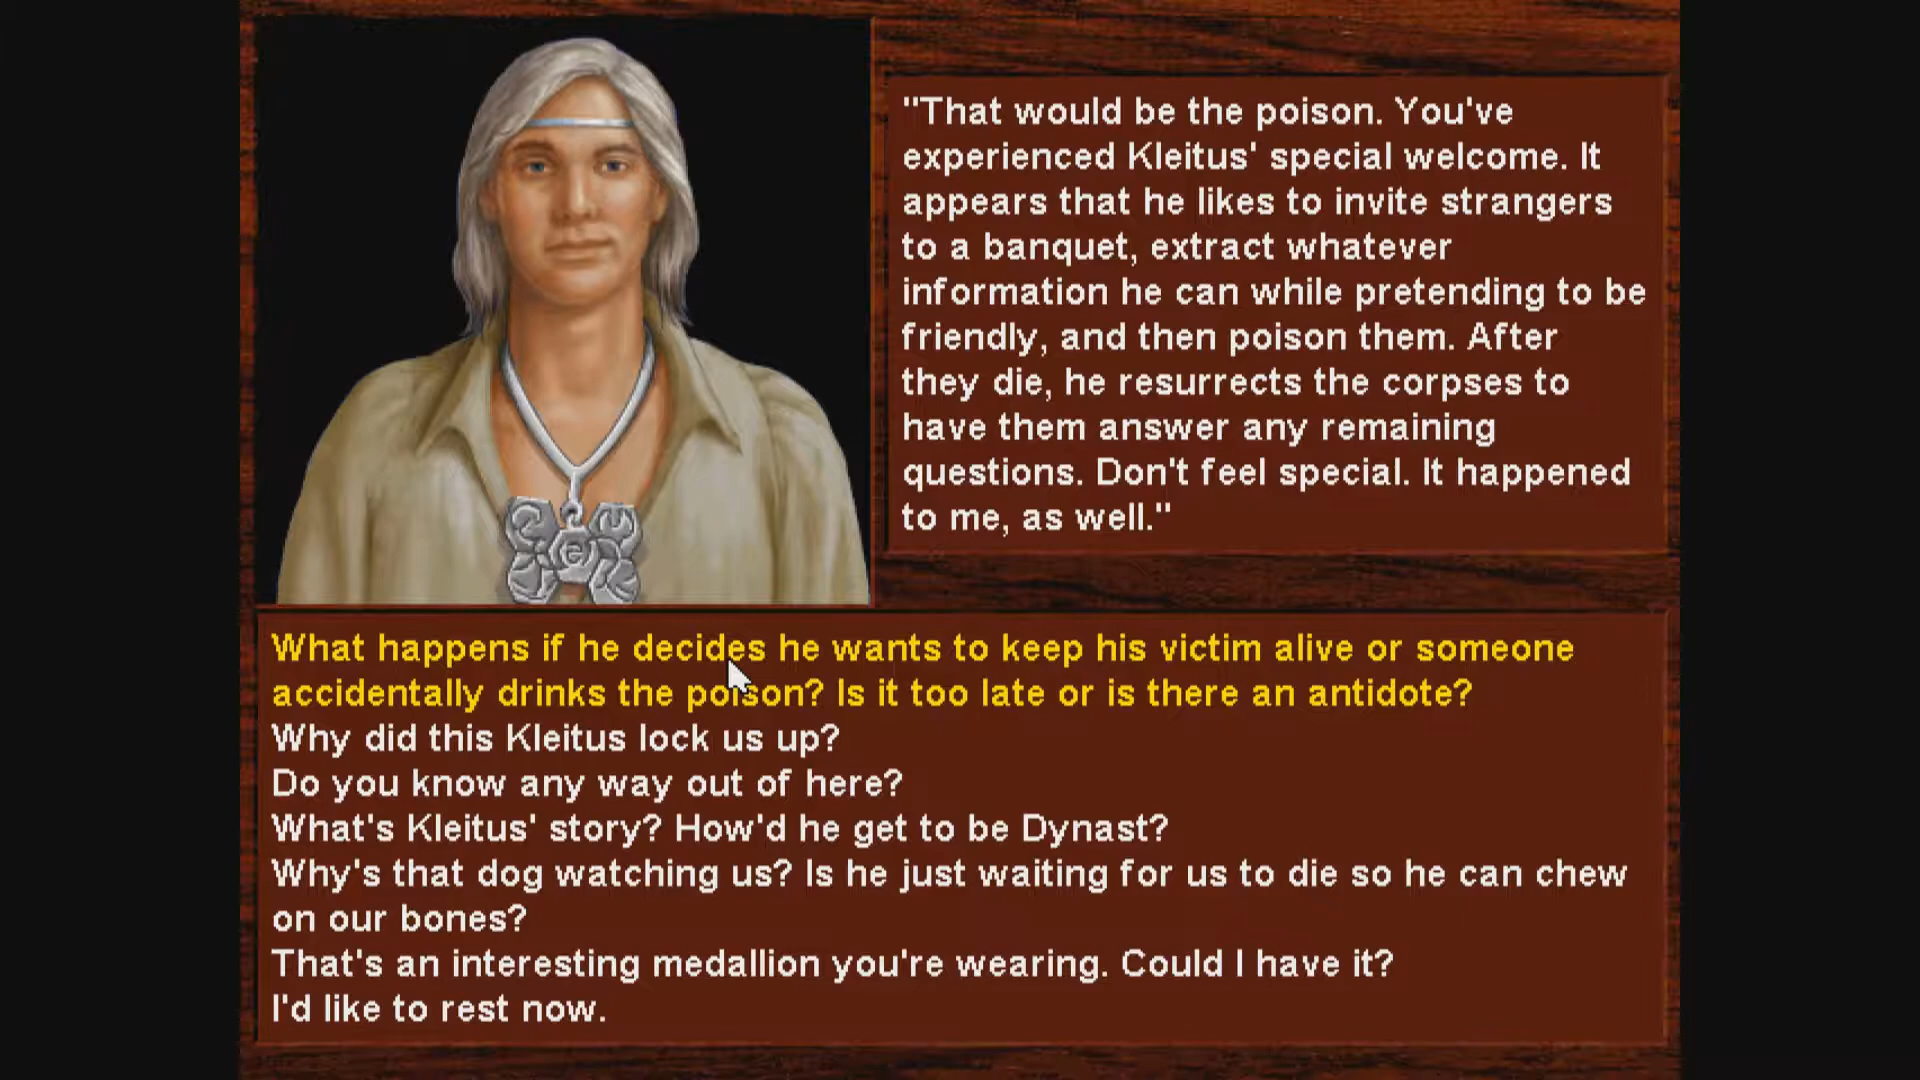 "That would be the poison. You've
experienced Kleitus' special welcome. It
appears that he likes to invite strangers
to a banquet, extract whatever
information he can while pretending to be
friendly, and then poison them. After
they die, he resurrects the corpses to
have them answer any remaining
questions. Don't feel special. It happened
to me, as well."
What happens if he decides he wants to keep his victim alive or someone
accidentally drinks the poison? Is it too late or is there an antidote?
Why did this Kleitus lock us up?
Do you know any way out of here?
What's Kleitus' story? How'd he get to be Dynast?
Why's that dog watching us? Is he just waiting for us to die so he can chew
on our bones?
That's an interesting medallion you're wearing. Could I have it?
I'd like to rest now.